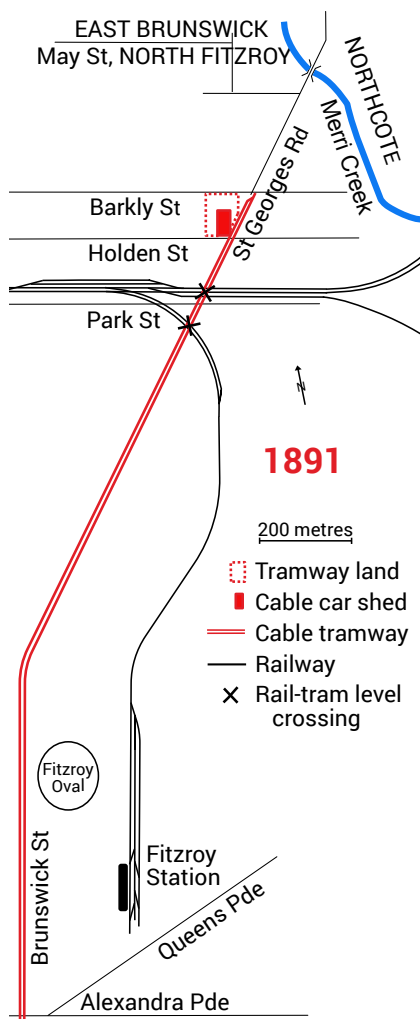 EAST BRUNSWICK
May St, NORTH FITZROY
NORTHCOTE
Merri Creek
St Georges Rd
Barkly St
Holden St
Park St
N
1891
200 metres
Tramway land
Cable car shed
Cable tramway
Railway
Rail-tram level
crossing
Fitzroy
Oval
Brunswick St
Fitzroy
Station
Queens Pde
Alexandra Pde